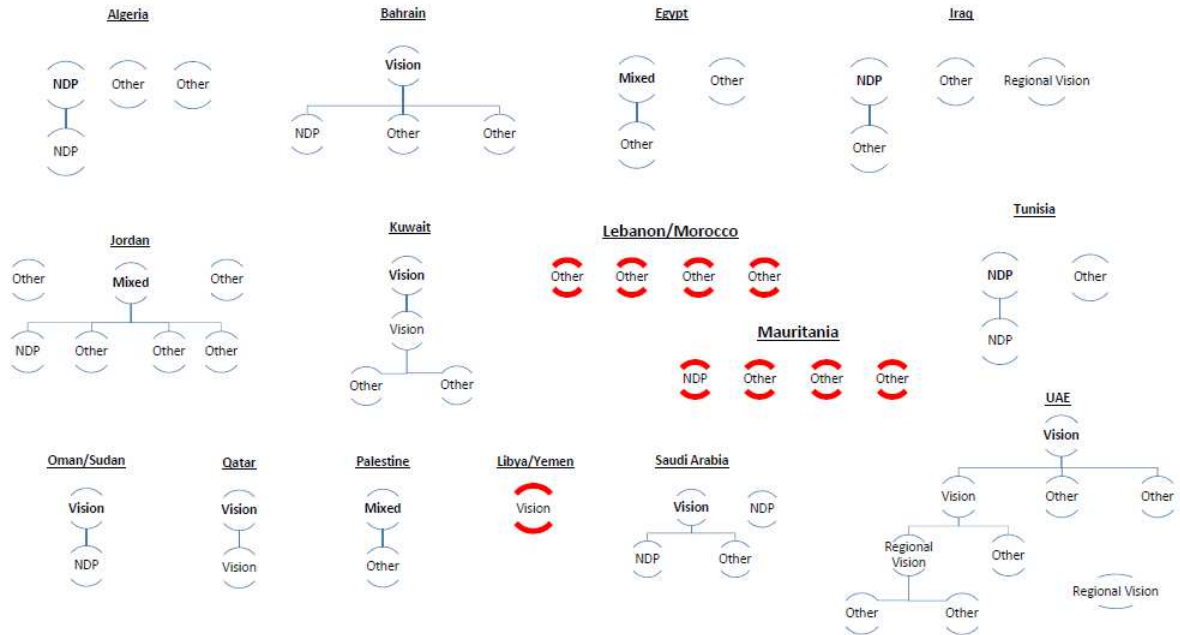 Algeria
NDP
Other
Other
NDP
Bahrain
Vision
NDP
Other
Other
Egypt
Mixed
Other
Other
Iraq
NDP
Other
Regional Vision
Other
Jordan
Other
Mixed
Other
NDP
Other
Other
Other
Kuwait
Vision
Vision
Other
Other
Lebanon/Morocco
Other
Other
Other
Other
Mauritania
NDP
Other
Other
Other
Tunisia
NDP
Other
NDP
Oman/Sudan
Vision
NDP
Qatar
Vision
Vision
Palestine
Mixed
Other
Libya/Yemen
Vision
Saudi Arabia
Vision
NDP
NDP
Other
UAE
Vision
Vision
Other
Other
Regional
Vision
Other
Other
Other
Regional Vision